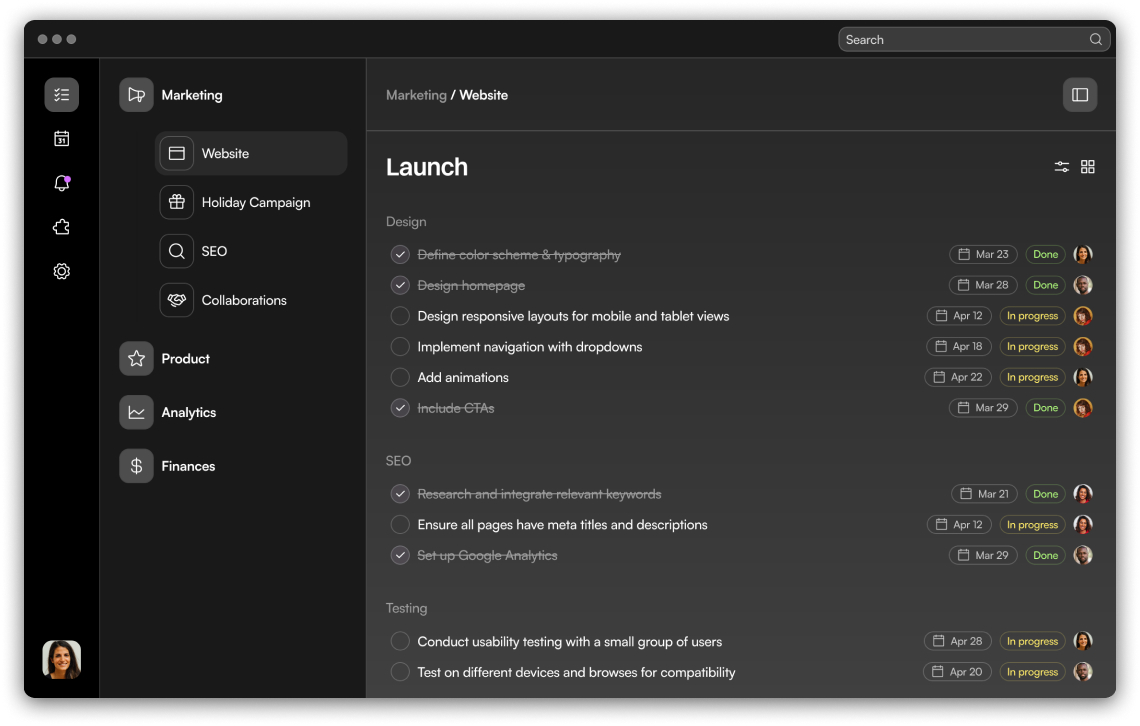 Search
31
Marketing
Website
Holiday Campaign
SEO
Collaborations
Product
Analytics
$ Finances
Marketing / Website
Launch
Design
Define color scheme & typography Mar 23 Done
Design homepage Mar 28 Done
Design responsive layouts for mobile and tablet views Apr 12 In progress
Implement navigation with dropdowns Apr 18 In progress
Add animations Apr 22 In progress
Include CTAs Mar 29 Done
SEO
Research and integrate relevant keywords Mar 21 Done
Ensure all pages have meta titles and descriptions Apr 12 In progress
Set up Google Analytics Mar 29 Done
Testing
Conduct usability testing with a small group of users Apr 28 In progress
Test on different devices and browses for compatibility Apr 20 In progress